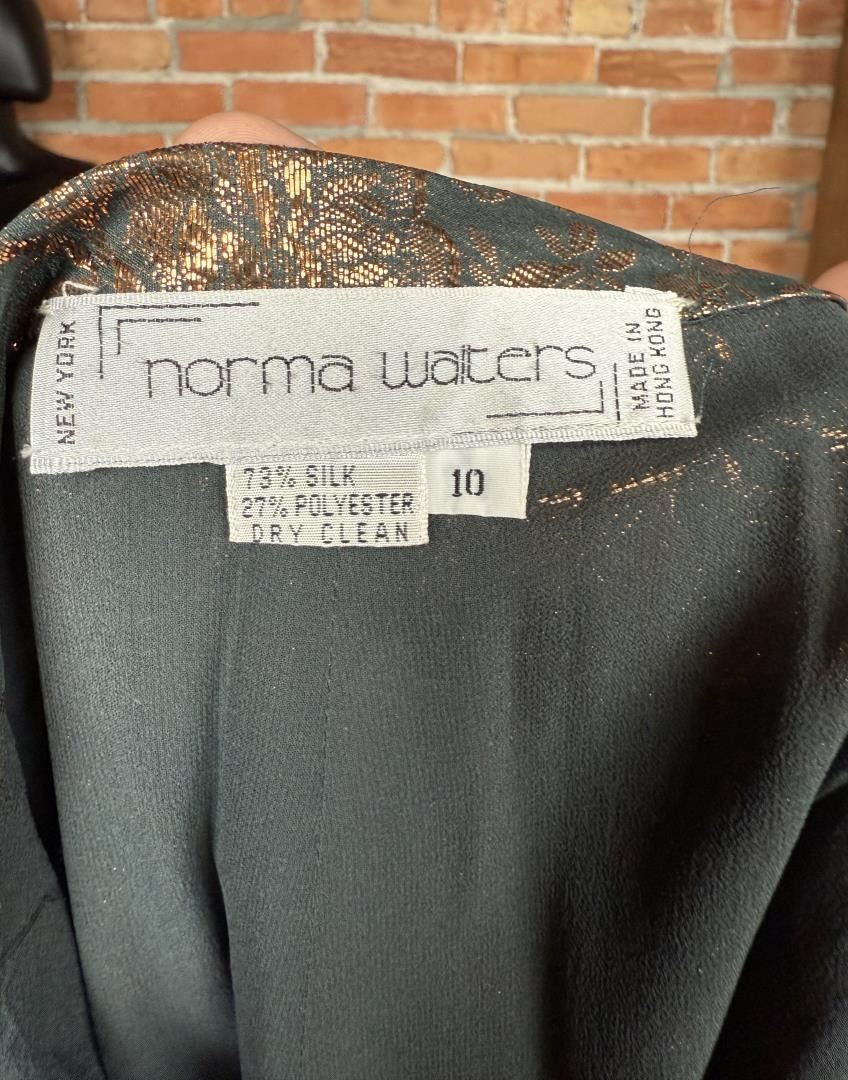 NEW YORK
norma walters
MADE IN
HONG KONG
73% SILK
27% POLYESTER
DRY CLEAN
10